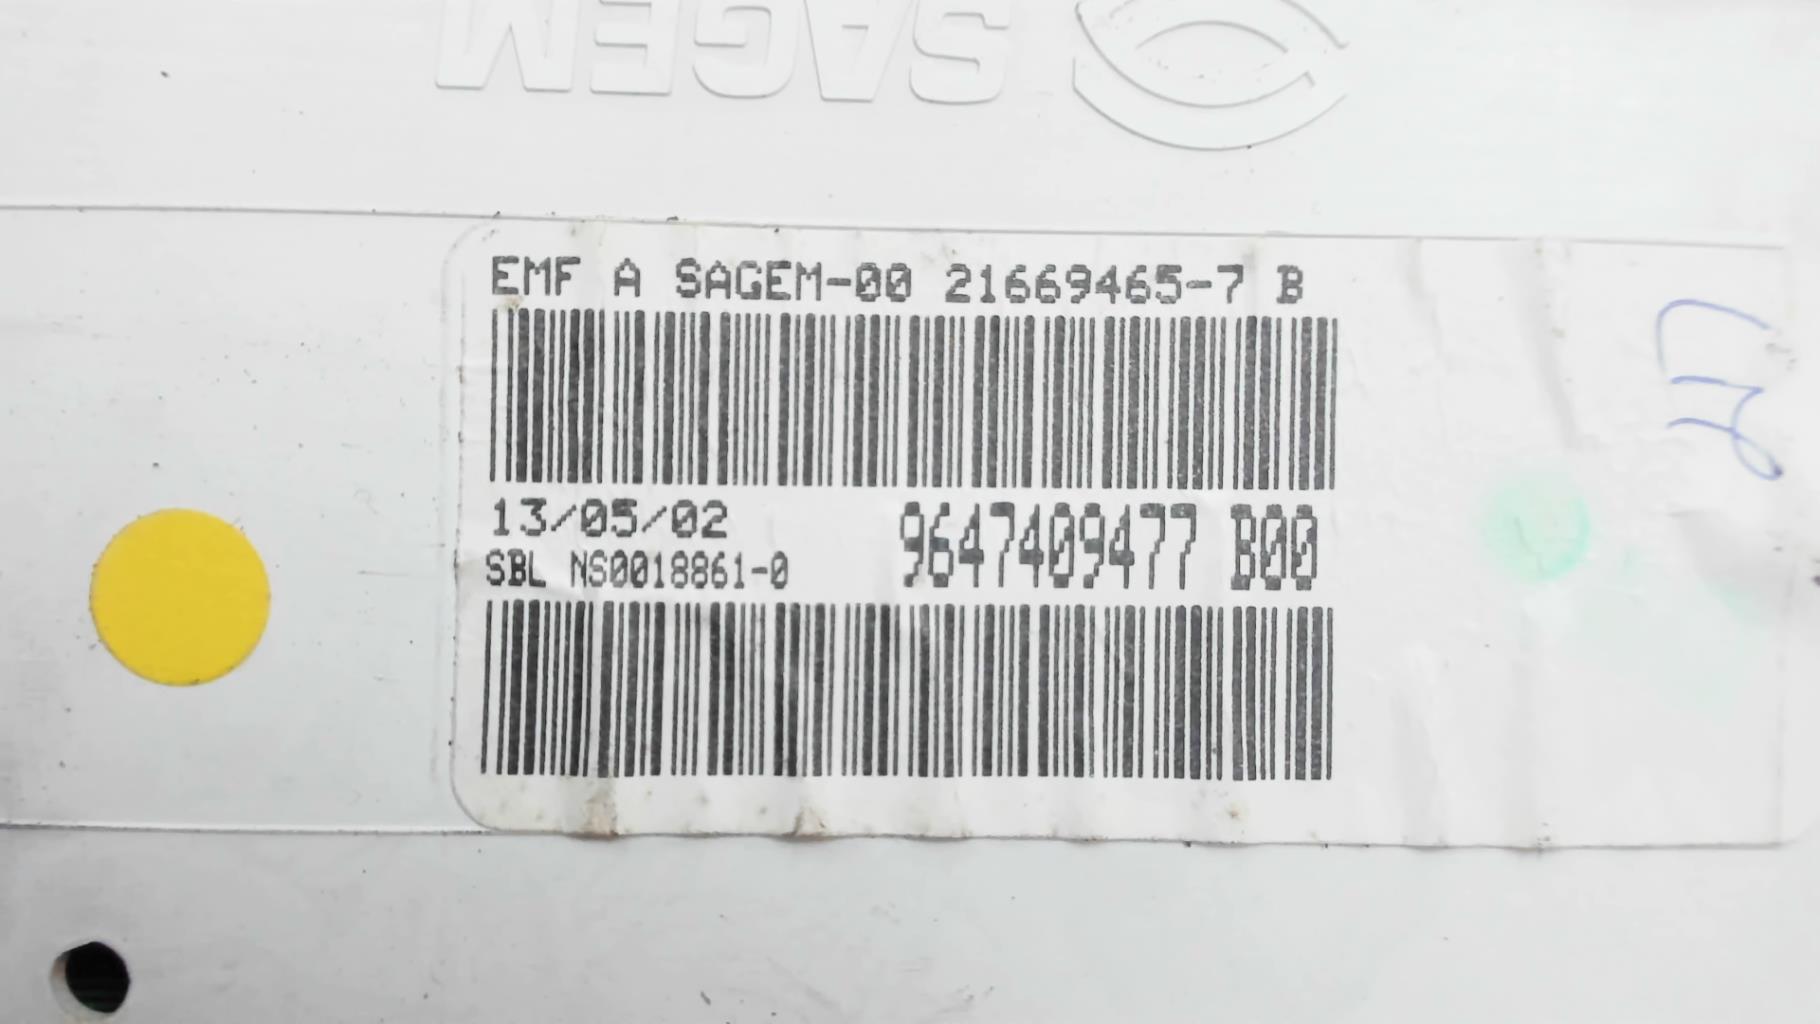 SAGEM
EMF A SAGEM-00 21669465-7 B
13/05/02
SBL NS0018861-0
9647409477 B00